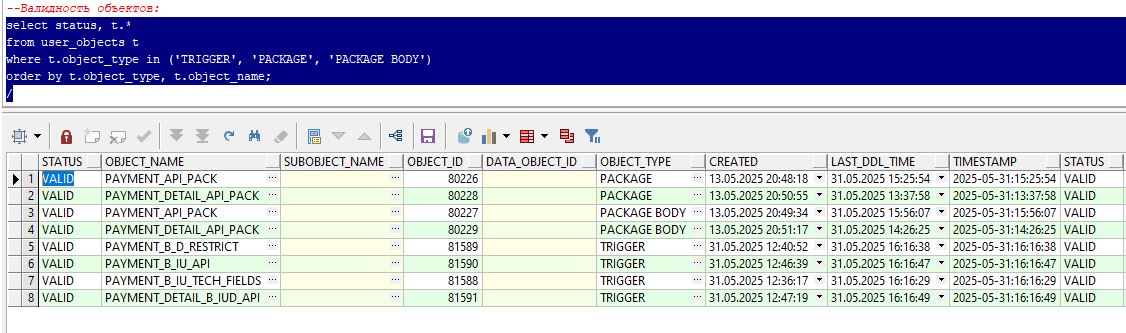 --Валидность объектов:
select status, t.*
from user_objects t
where t.object_type in ('TRIGGER', 'PACKAGE', 'PACKAGE BODY')
order by t.object_type, t.object_name;
/
STATUS OBJECT_NAME SUBOBJECT_NAME OBJECT_ID DATA_OBJECT_ID OBJECT_TYPE CREATED LAST_DDL_TIME TIMESTAMP STATUS
1 VALID PAYMENT_API_PACK 80226 PACKAGE 13.05.2025 20:48:18 31.05.2025 15:25:54 2025-05-31:15:25:54 VALID
2 VALID PAYMENT_DETAIL_API_PACK 80228 PACKAGE 13.05.2025 20:50:55 31.05.2025 13:37:58 2025-05-31:13:37:58 VALID
3 VALID PAYMENT_API_PACK 80227 PACKAGE BODY 13.05.2025 20:49:34 31.05.2025 15:56:07 2025-05-31:15:56:07 VALID
4 VALID PAYMENT_DETAIL_API_PACK 80229 PACKAGE BODY 13.05.2025 20:51:17 31.05.2025 14:26:25 2025-05-31:14:26:25 VALID
5 VALID PAYMENT_B_D_RESTRICT 81589 TRIGGER 31.05.2025 12:40:52 31.05.2025 16:16:38 2025-05-31:16:16:38 VALID
6 VALID PAYMENT_B_IU_API 81590 TRIGGER 31.05.2025 12:46:39 31.05.2025 16:16:47 2025-05-31:16:16:47 VALID
7 VALID PAYMENT_B_IU_TECH_FIELDS 81588 TRIGGER 31.05.2025 12:36:17 31.05.2025 16:16:29 2025-05-31:16:16:29 VALID
8 VALID PAYMENT_DETAIL_B_IUD_API 81591 TRIGGER 31.05.2025 12:47:19 31.05.2025 16:16:49 2025-05-31:16:16:49 VALID